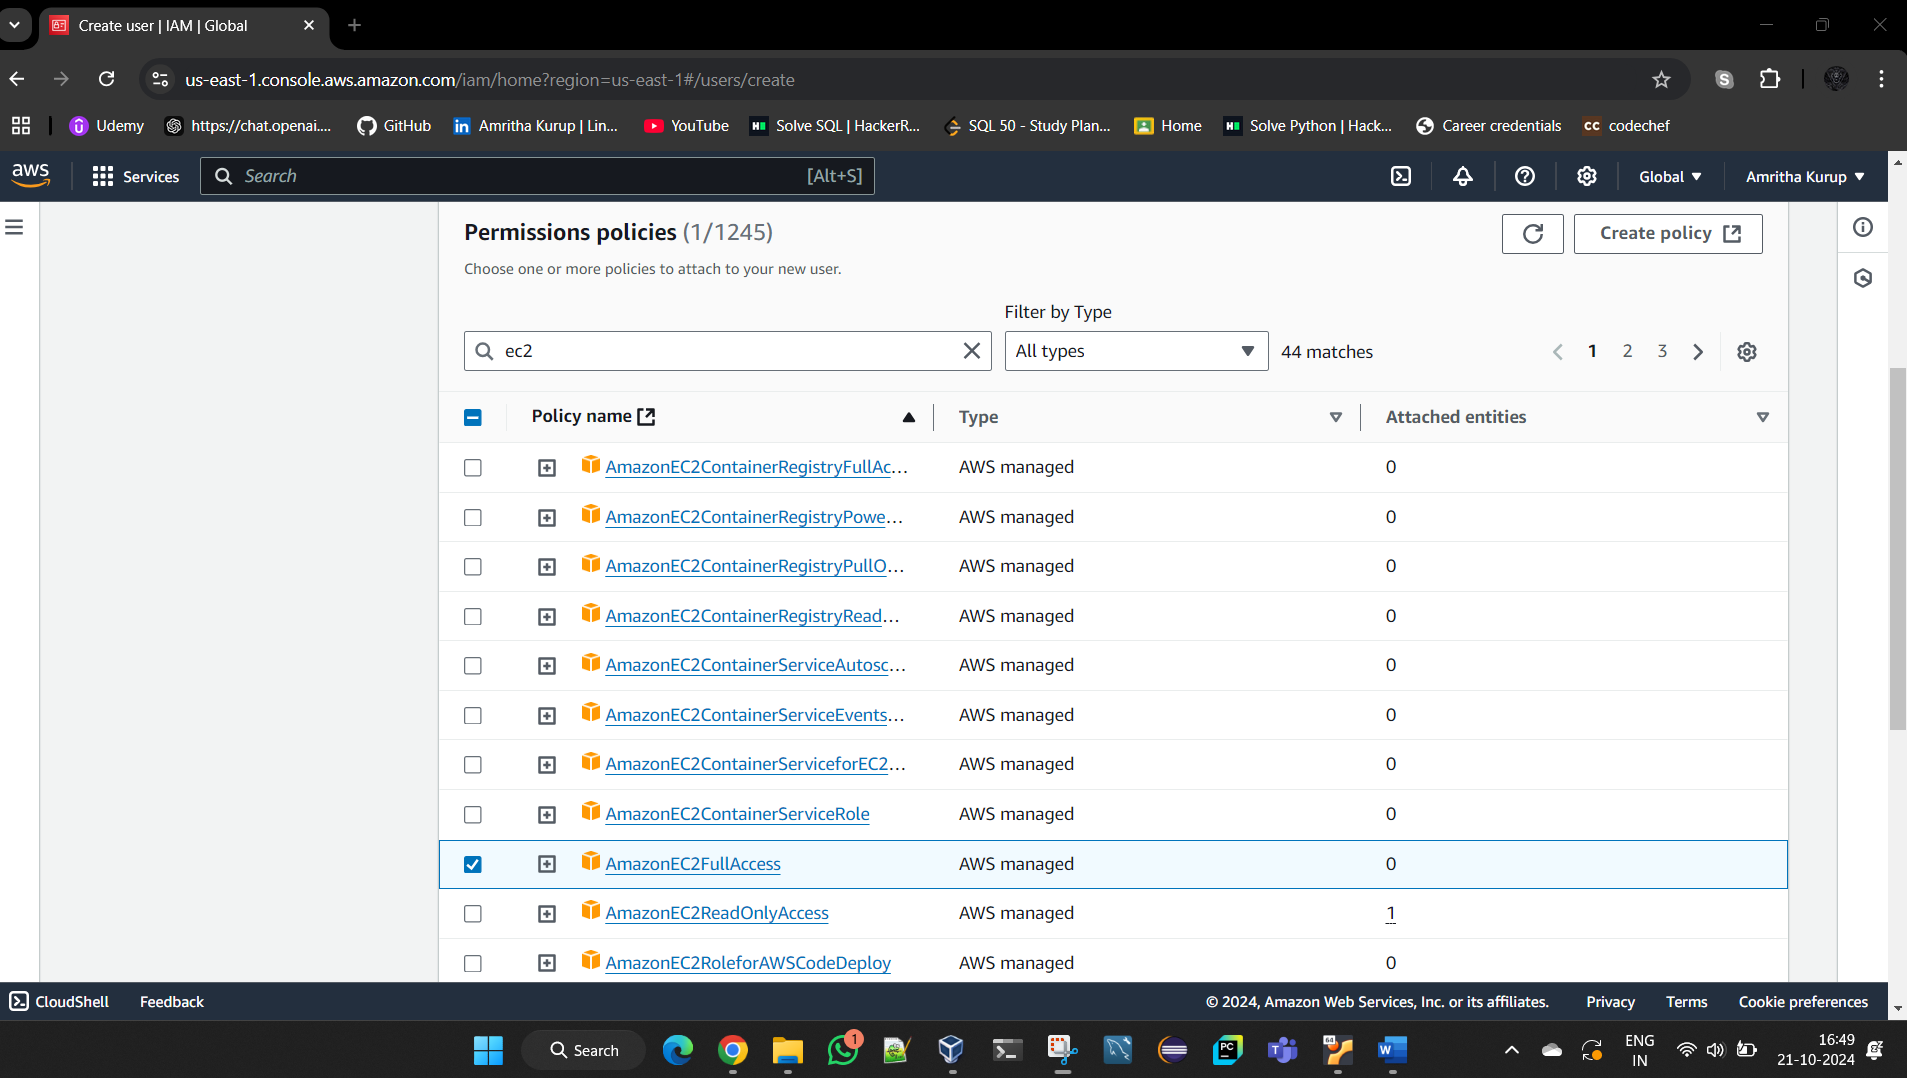 Create user | IAM | Global
us-east-1.console.aws.amazon.com/iam/home?region=us-east-1#/users/create
Udemy https://chat.openai.... GitHub Amritha Kurup | Lin... YouTube Solve SQL | HackerR... SQL 50 - Study Plan... Home Solve Python | Hack... Career credentials cc codechef
aws Services Search [Alt+S] Global Amritha Kurup
Permissions policies (1/1245)
Create policy
Choose one or more policies to attach to your new user.
Filter by Type
ec2 All types 44 matches 1 2 3
Policy name Type Attached entities
AmazonEC2ContainerRegistryFullAc... AWS managed 0
AmazonEC2ContainerRegistryPowe... AWS managed 0
AmazonEC2ContainerRegistryPullO... AWS managed 0
AmazonEC2ContainerRegistryRead... AWS managed 0
AmazonEC2ContainerServiceAutosc... AWS managed 0
AmazonEC2ContainerServiceEvents... AWS managed 0
AmazonEC2ContainerServiceforEC2... AWS managed 0
AmazonEC2ContainerServiceRole AWS managed 0
AmazonEC2FullAccess AWS managed 0
AmazonEC2ReadOnlyAccess AWS managed 1
AmazonEC2RoleforAWSCodeDeploy AWS managed 0
CloudShell Feedback © 2024, Amazon Web Services, Inc. or its affiliates. Privacy Terms Cookie preferences
Search 1 PC 64 W ENG 16:49
IN 21-10-2024